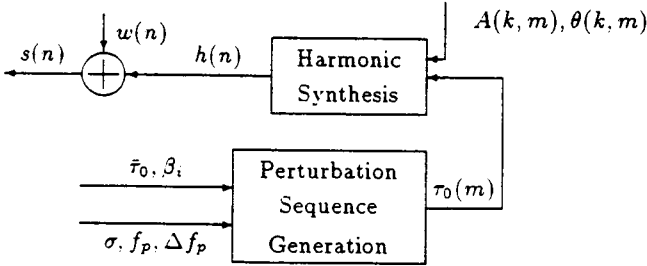 w(n)
A(k, m), θ(k, m)
s(n)
h(n)
Harmonic
Synthesis
τ̄₀, βᵢ
Perturbation
Sequence
Generation
τ₀(m)
σ, fₚ, Δfₚ